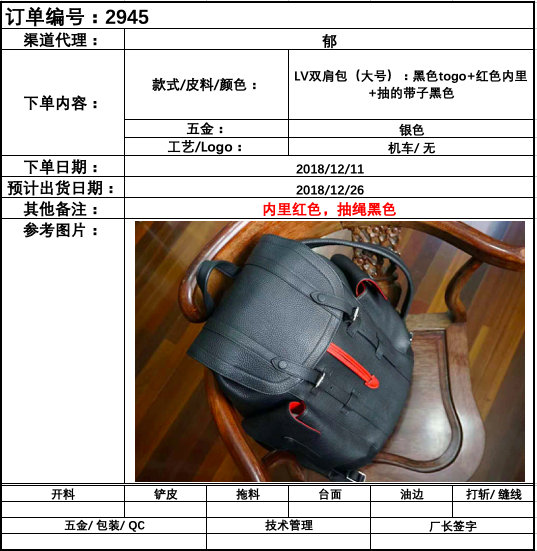 订单编号：2945
渠道代理： 郁
下单内容： 款式/皮料/颜色： LV双肩包（大号）：黑色togo+红色内里
+抽的带子黑色
五金： 银色
工艺/Logo： 机车/ 无
下单日期： 2018/12/11
预计出货日期： 2018/12/26
其他备注： 内里红色，抽绳黑色
参考图片：
开料 铲皮 拖料 台面 油边 打斩/ 缝线
五金/ 包装/ QC 技术管理 厂长签字